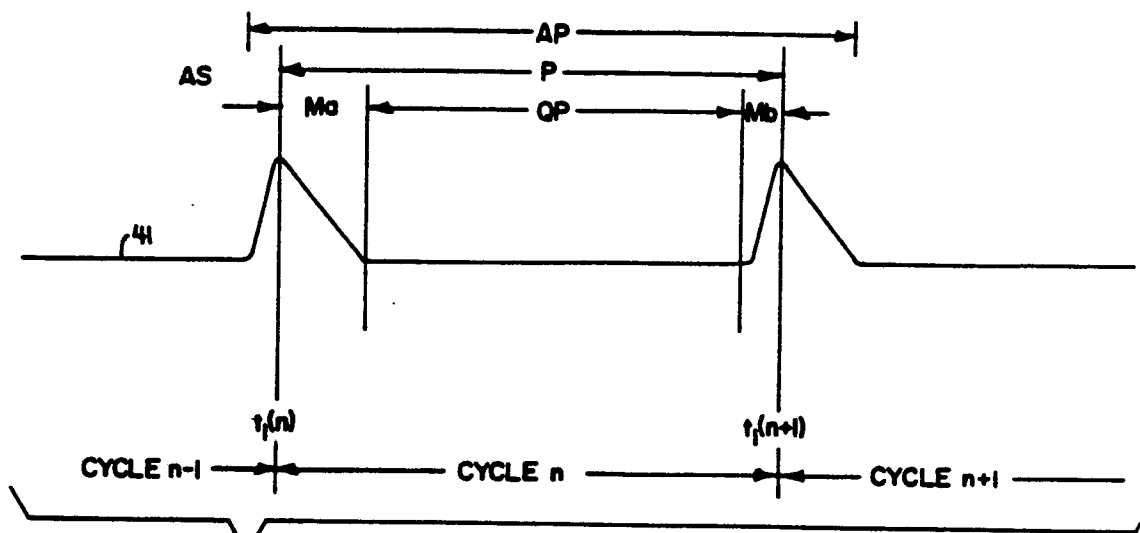 AP
AS
P
Ma
QP
Mb
41
t₁(n)
t₁(n+1)
CYCLE n-1
CYCLE n
CYCLE n+1